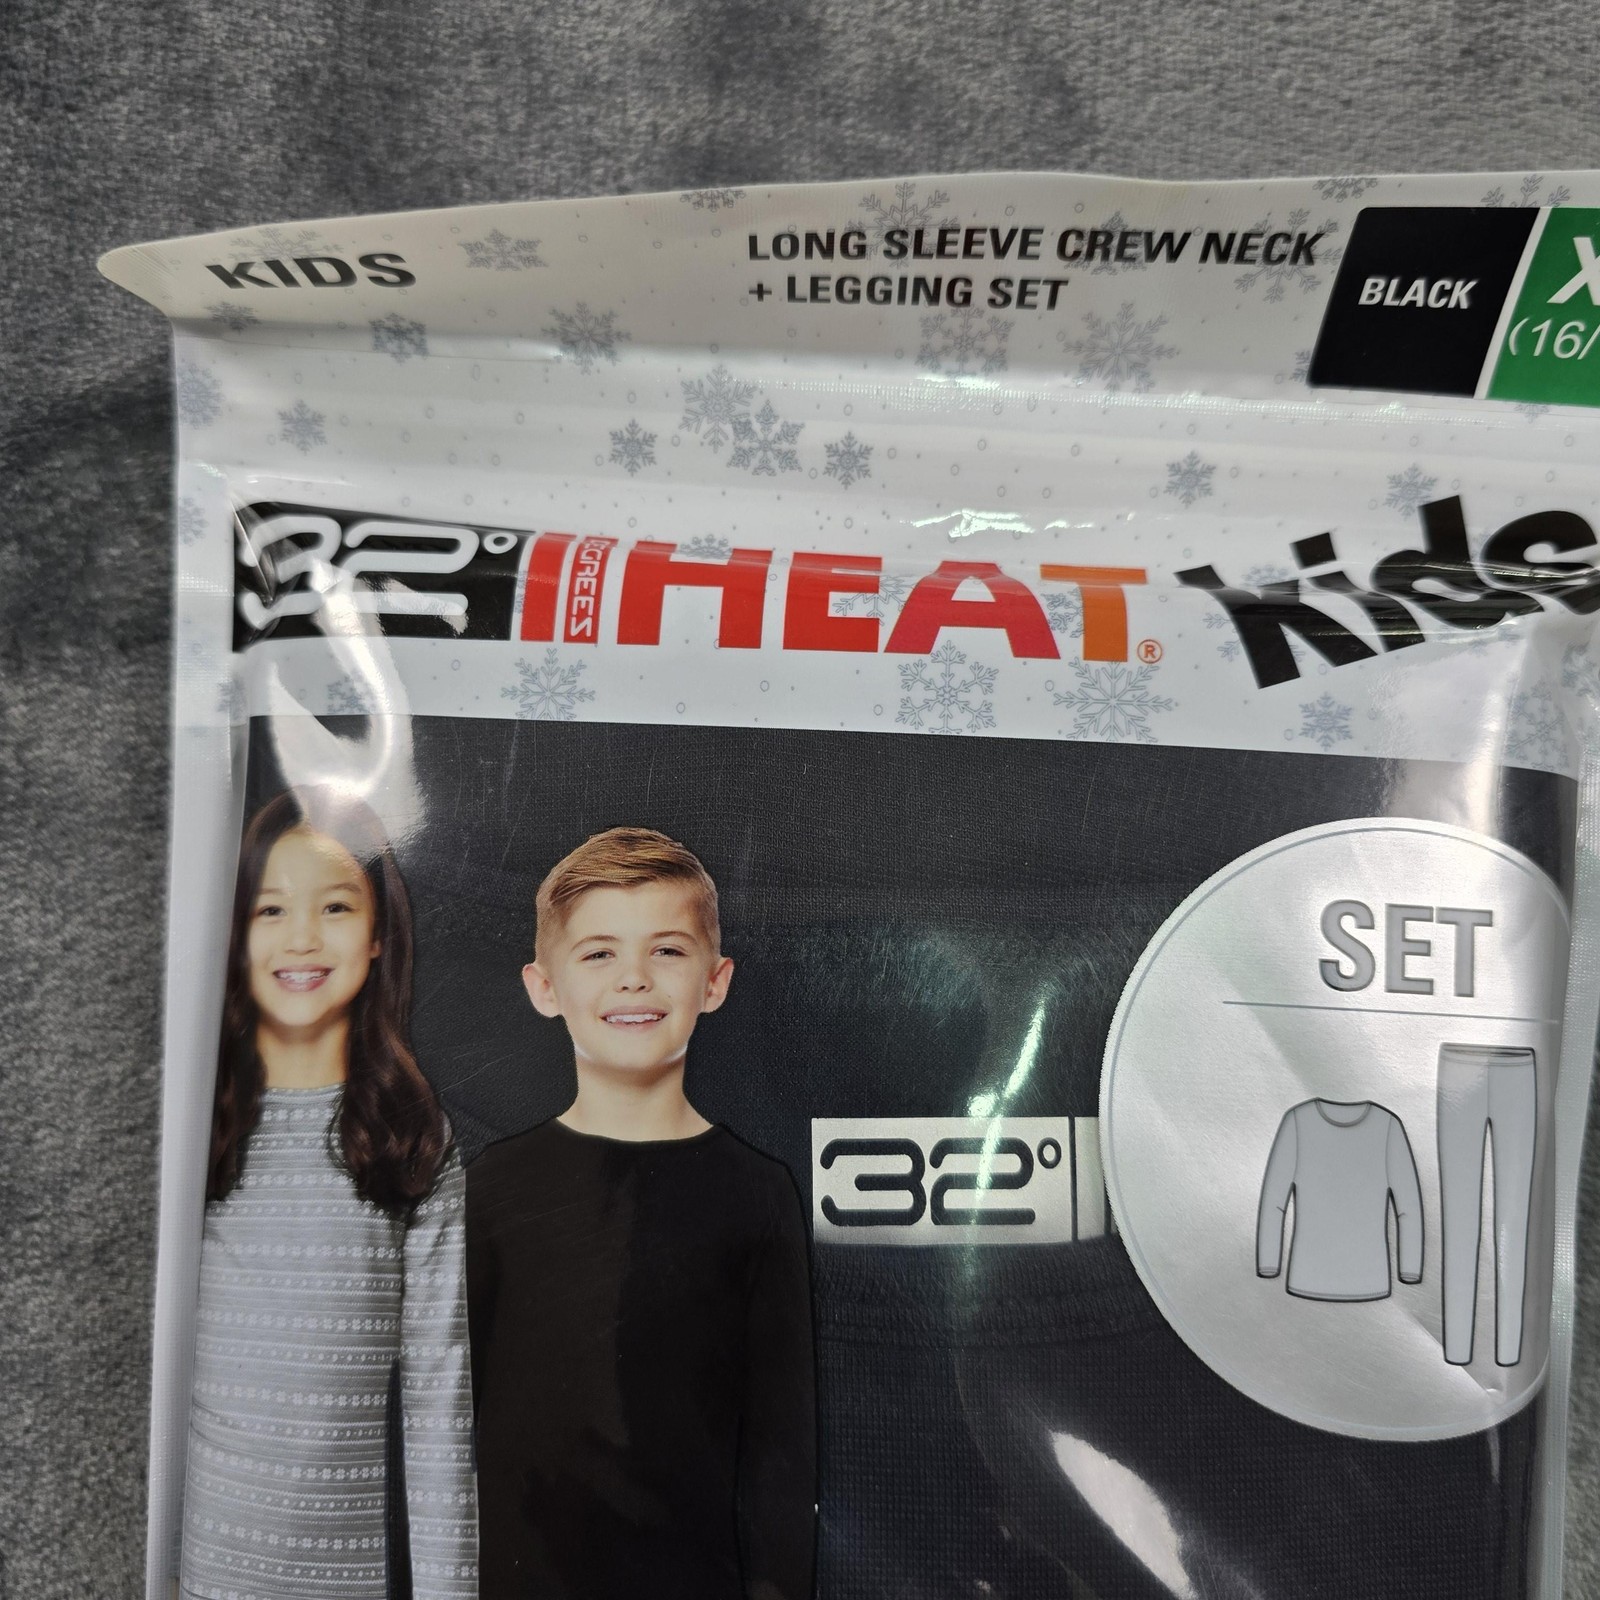 KIDS
LONG SLEEVE CREW NECK
+ LEGGING SET
BLACK
X
(16/
32° DEGREES HEAT® kids
SET
32°